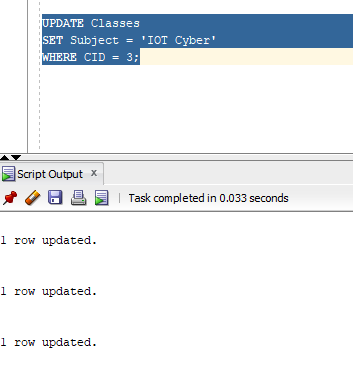 UPDATE Classes
SET Subject = 'IOT Cyber'
WHERE CID = 3;
Script Output x
Task completed in 0.033 seconds
1 row updated.
1 row updated.
1 row updated.